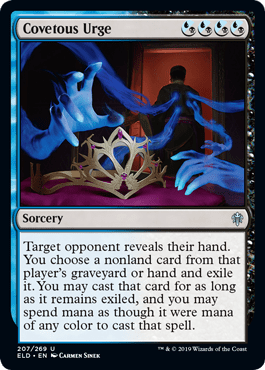 Covetous Urge
Sorcery
Target opponent reveals their hand.
You choose a nonland card from that
player's graveyard or hand and exile
it. You may cast that card for as long
as it remains exiled, and you may
spend mana as though it were mana
of any color to cast that spell.
207/269 U
ELD • EN CARMEN SINEK
™ & © 2019 Wizards of the Coast